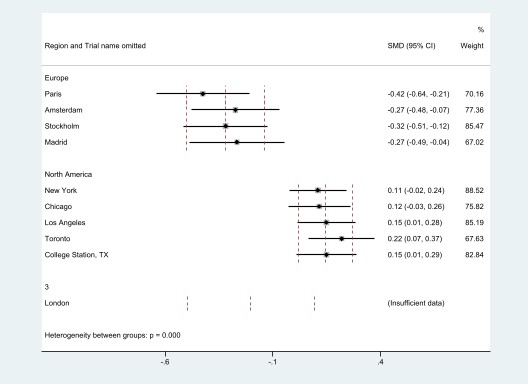 %
Region and Trial name omitted SMD (95% CI) Weight
Europe
Paris -0.42 (-0.64, -0.21) 70.16
Amsterdam -0.27 (-0.48, -0.07) 77.36
Stockholm -0.32 (-0.51, -0.12) 85.47
Madrid -0.27 (-0.49, -0.04) 67.02
North America
New York 0.11 (-0.02, 0.24) 88.52
Chicago 0.12 (-0.03, 0.26) 75.82
Los Angeles 0.15 (0.01, 0.28) 85.19
Toronto 0.22 (0.07, 0.37) 67.63
College Station, TX 0.15 (0.01, 0.29) 82.84
3
London (Insufficient data)
Heterogeneity between groups: p = 0.000
-.6 -.1 .4